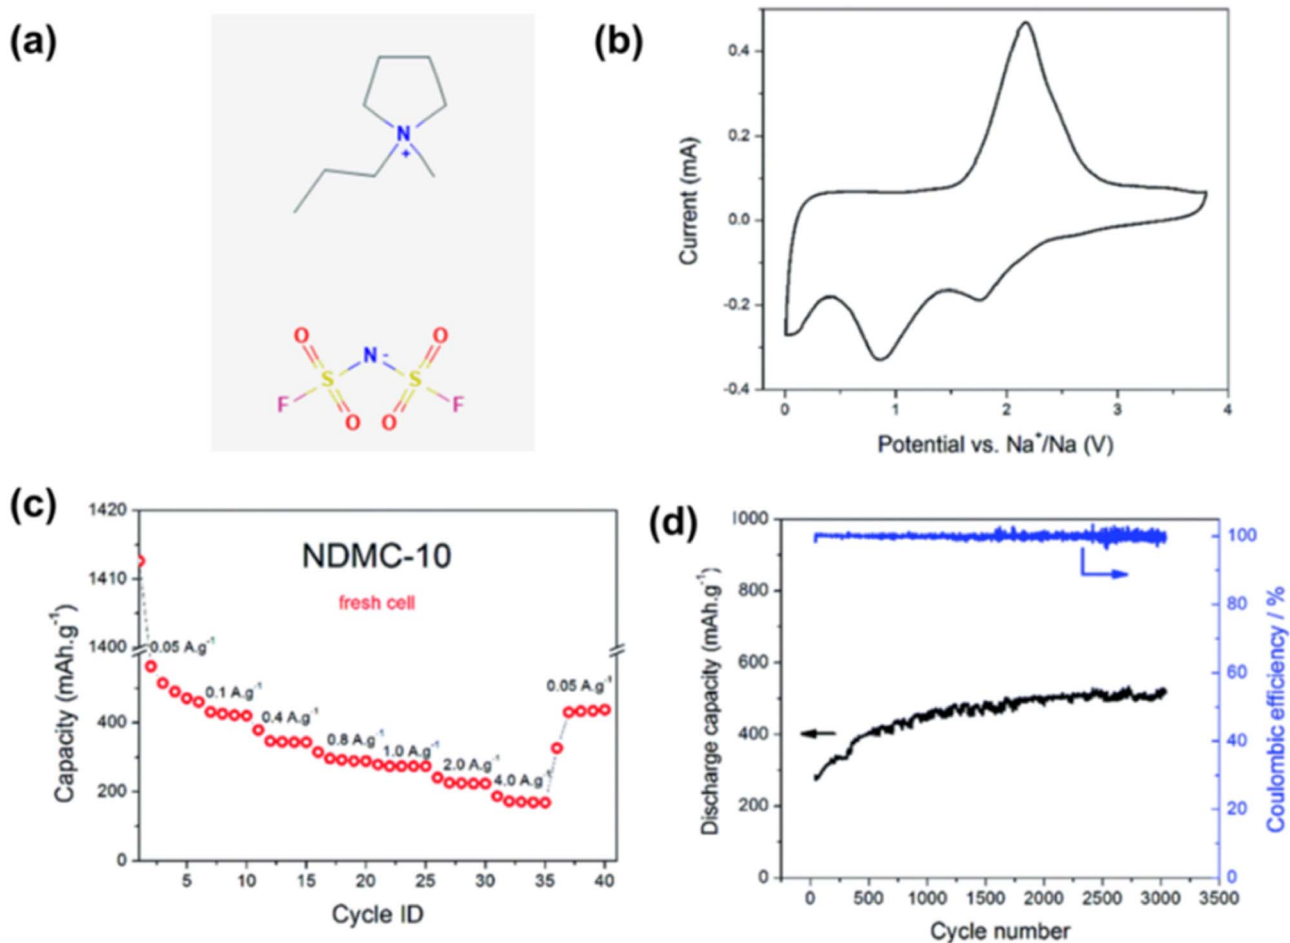 (a)
N
+
O
N
-
O
S
S
F
O
O
F
(b)
0.4
0.2
0.0
-0.2
-0.4
Current (mA)
0
1
2
3
4
Potential vs. Na⁺/Na (V)
(c)
1420
1410
1400
400
200
0
Capacity (mAh.g⁻¹)
NDMC-10
fresh cell
0.05 A.g⁻¹
0.1 A.g⁻¹
0.4 A.g⁻¹
0.8 A.g⁻¹
1.0 A.g⁻¹
2.0 A.g⁻¹
4.0 A.g⁻¹
0.05 A.g⁻¹
5
10
15
20
25
30
35
40
Cycle ID
(d)
1000
800
600
400
200
0
Discharge capacity (mAh.g⁻¹)
100
80
60
40
20
0
Coulombic efficiency / %
0
500
1000
1500
2000
2500
3000
3500
Cycle number